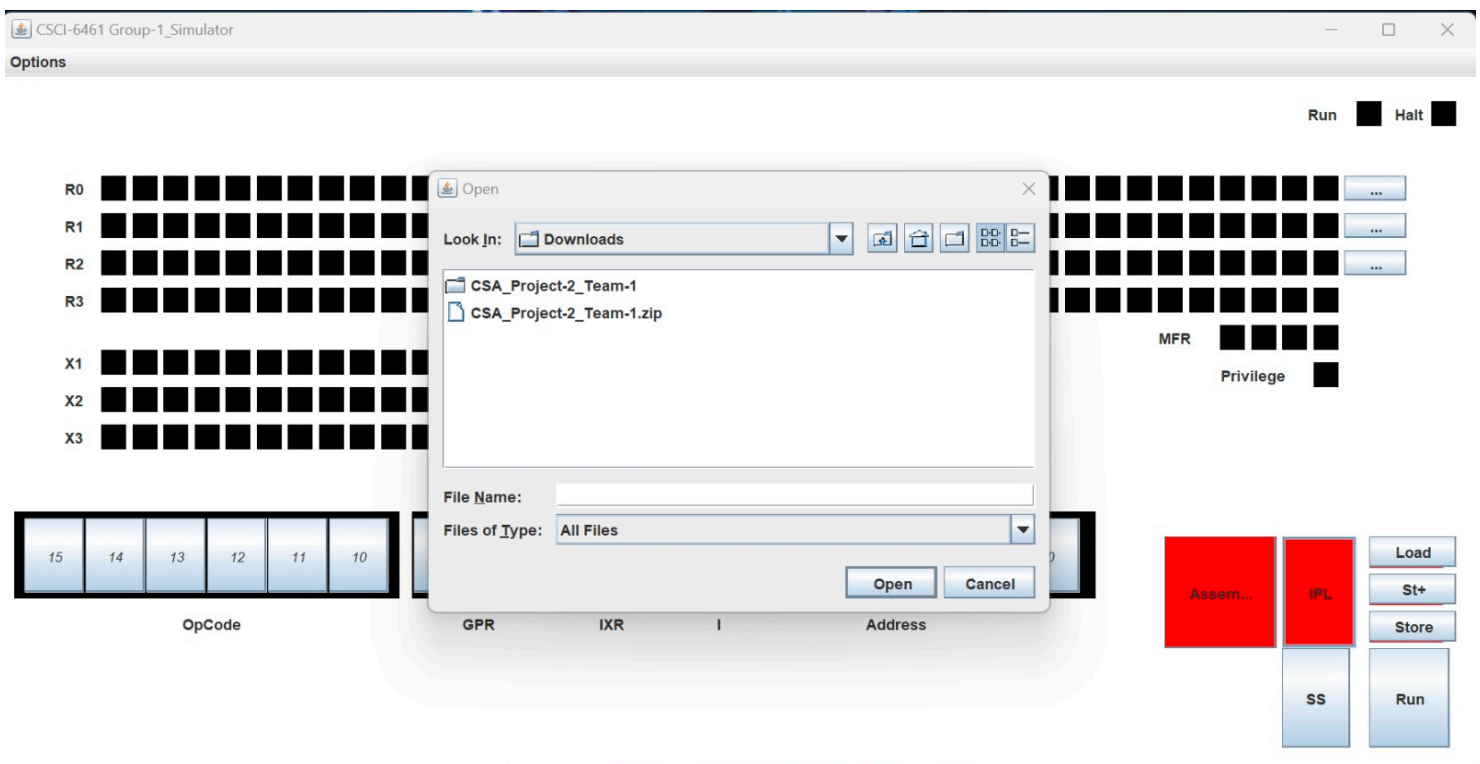 CSCI-6461 Group-1_Simulator
Options
Run Halt
R0 ...
R1 ...
R2 ...
R3
MFR
X1
Privilege
X2
X3
Open
Look In: Downloads
CSA_Project-2_Team-1
CSA_Project-2_Team-1.zip
File Name:
Files of Type: All Files
Open Cancel
15 14 13 12 11 10
OpCode GPR IXR I Address
Assem... IPL Load
St+
Store
SS Run